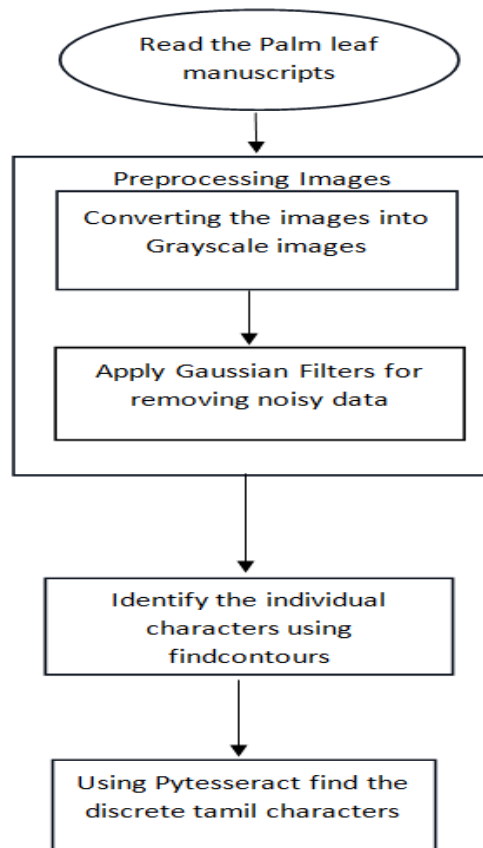 Read the Palm leaf
manuscripts
Preprocessing Images
Converting the images into
Grayscale images
Apply Gaussian Filters for
removing noisy data
Identify the individual
characters using
findcontours
Using Pytesseract find the
discrete tamil characters